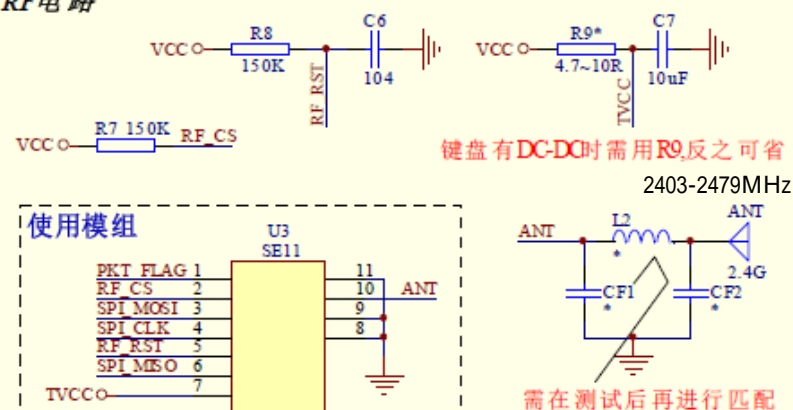 RF电 路
VCC
R8
150K
RF_RST
C6
104
VCC
R9*
4.7~10R
TVCC
C7
10uF
VCC
R7 150K
RF_CS
键盘有DC-DC时需用R9,反之可省
2403-2479MHz
使用模组
U3
SE11
PKT_FLAG 1
RF_CS 2
SPI_MOSI 3
SPI_CLK 4
RF_RST 5
SPI_MISO 6
TVCC 7
11
10 ANT
9
8
ANT
L2
*
ANT
2.4G
CF1
*
CF2
*
需在测试后再进行匹配